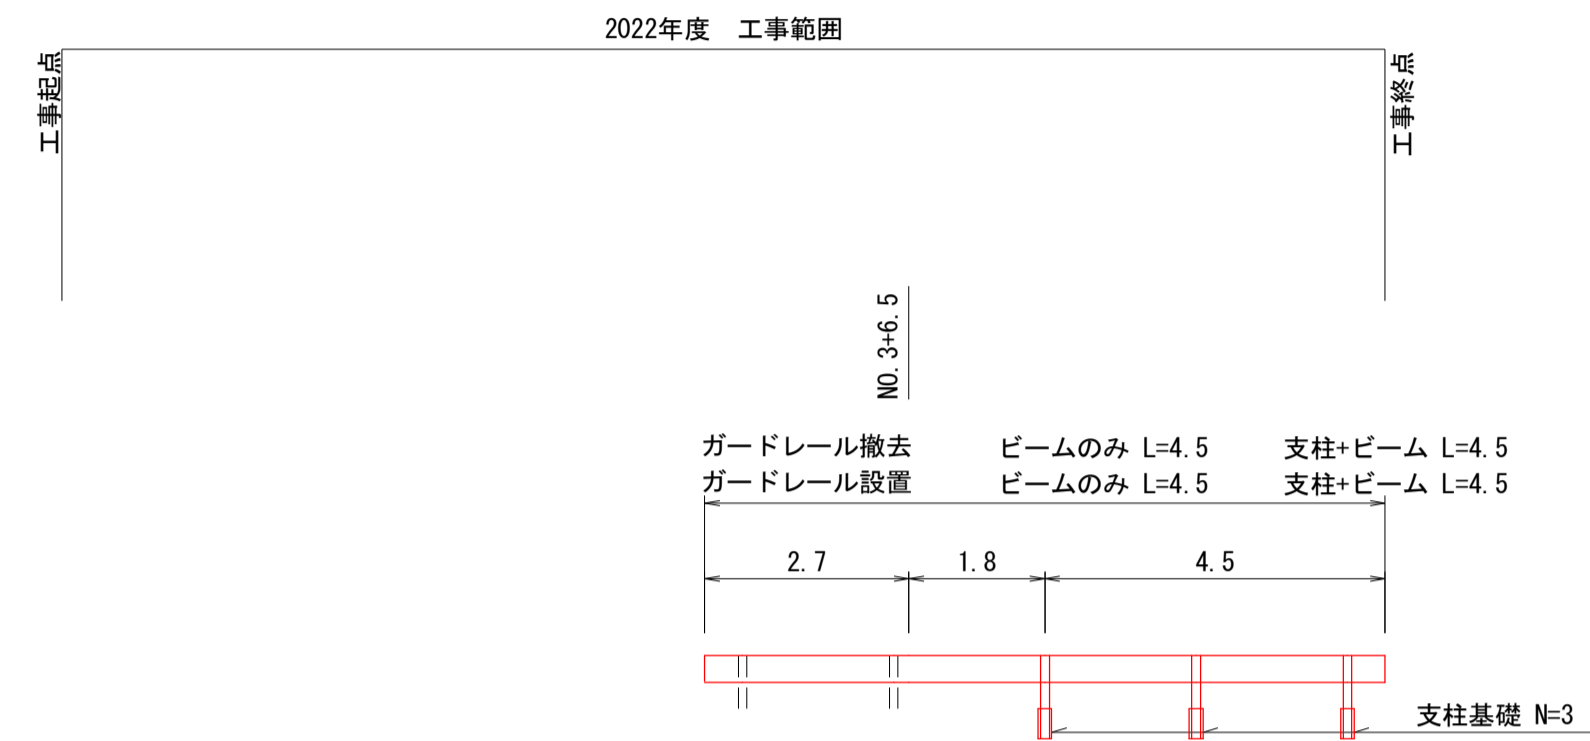 2022年度　工事範囲
工事起点
工事終点
NO.3+6.5
ガードレール撤去 ビームのみ L=4.5 支柱+ビーム L=4.5
ガードレール設置 ビームのみ L=4.5 支柱+ビーム L=4.5
2.7 1.8 4.5
支柱基礎 N=3